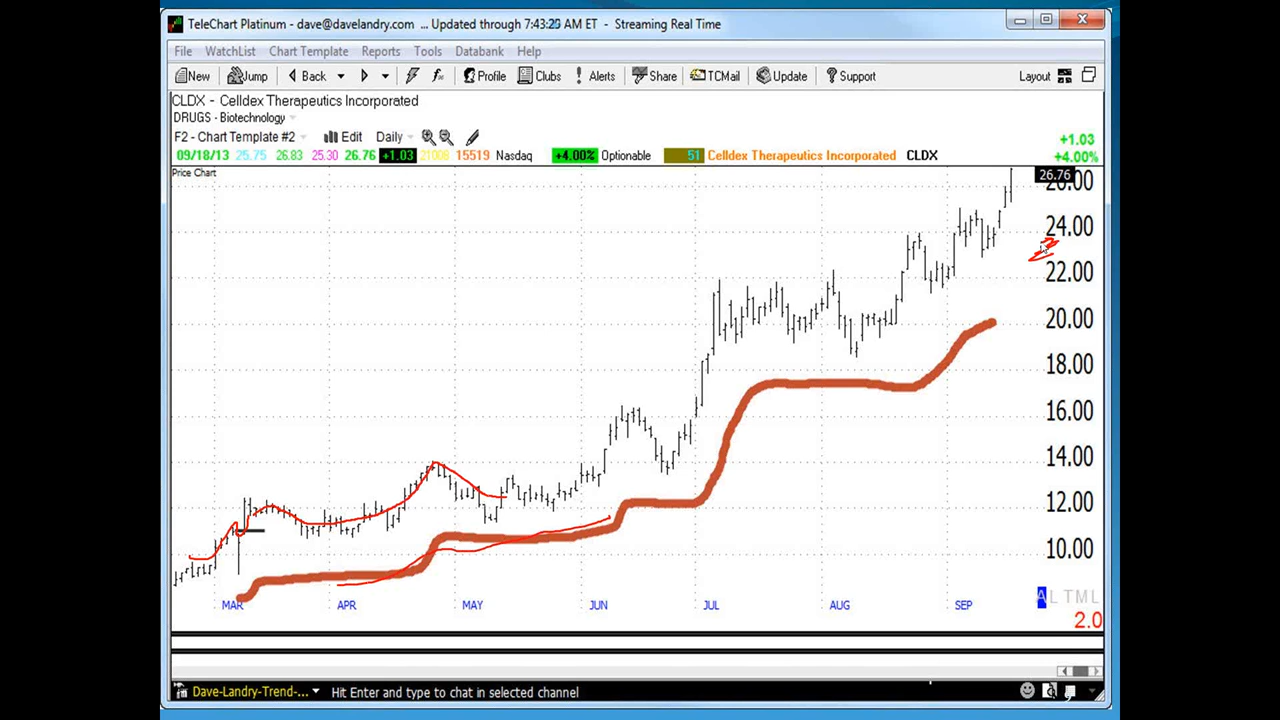 TeleChart Platinum - dave@davelandry.com ... Updated through 7:43:20 AM ET - Streaming Real Time
File WatchList Chart Template Reports Tools Databank Help
New Jump Back Profile Clubs Alerts Share TCMail Update Support Layout
CLDX - Celldex Therapeutics Incorporated
DRUGS - Biotechnology
F2 - Chart Template #2 Edit Daily
+1.03
09/18/13 25.75 26.83 25.30 26.76 +1.03 21008 15519 Nasdaq +4.00% Optionable 51 Celldex Therapeutics Incorporated CLDX +4.00%
Price Chart
26.76
26.00
24.00
22.00
20.00
18.00
16.00
14.00
12.00
10.00
MAR APR MAY JUN JUL AUG SEP
A L T M L
2.0
Dave-Landry-Trend-... Hit Enter and type to chat in selected channel